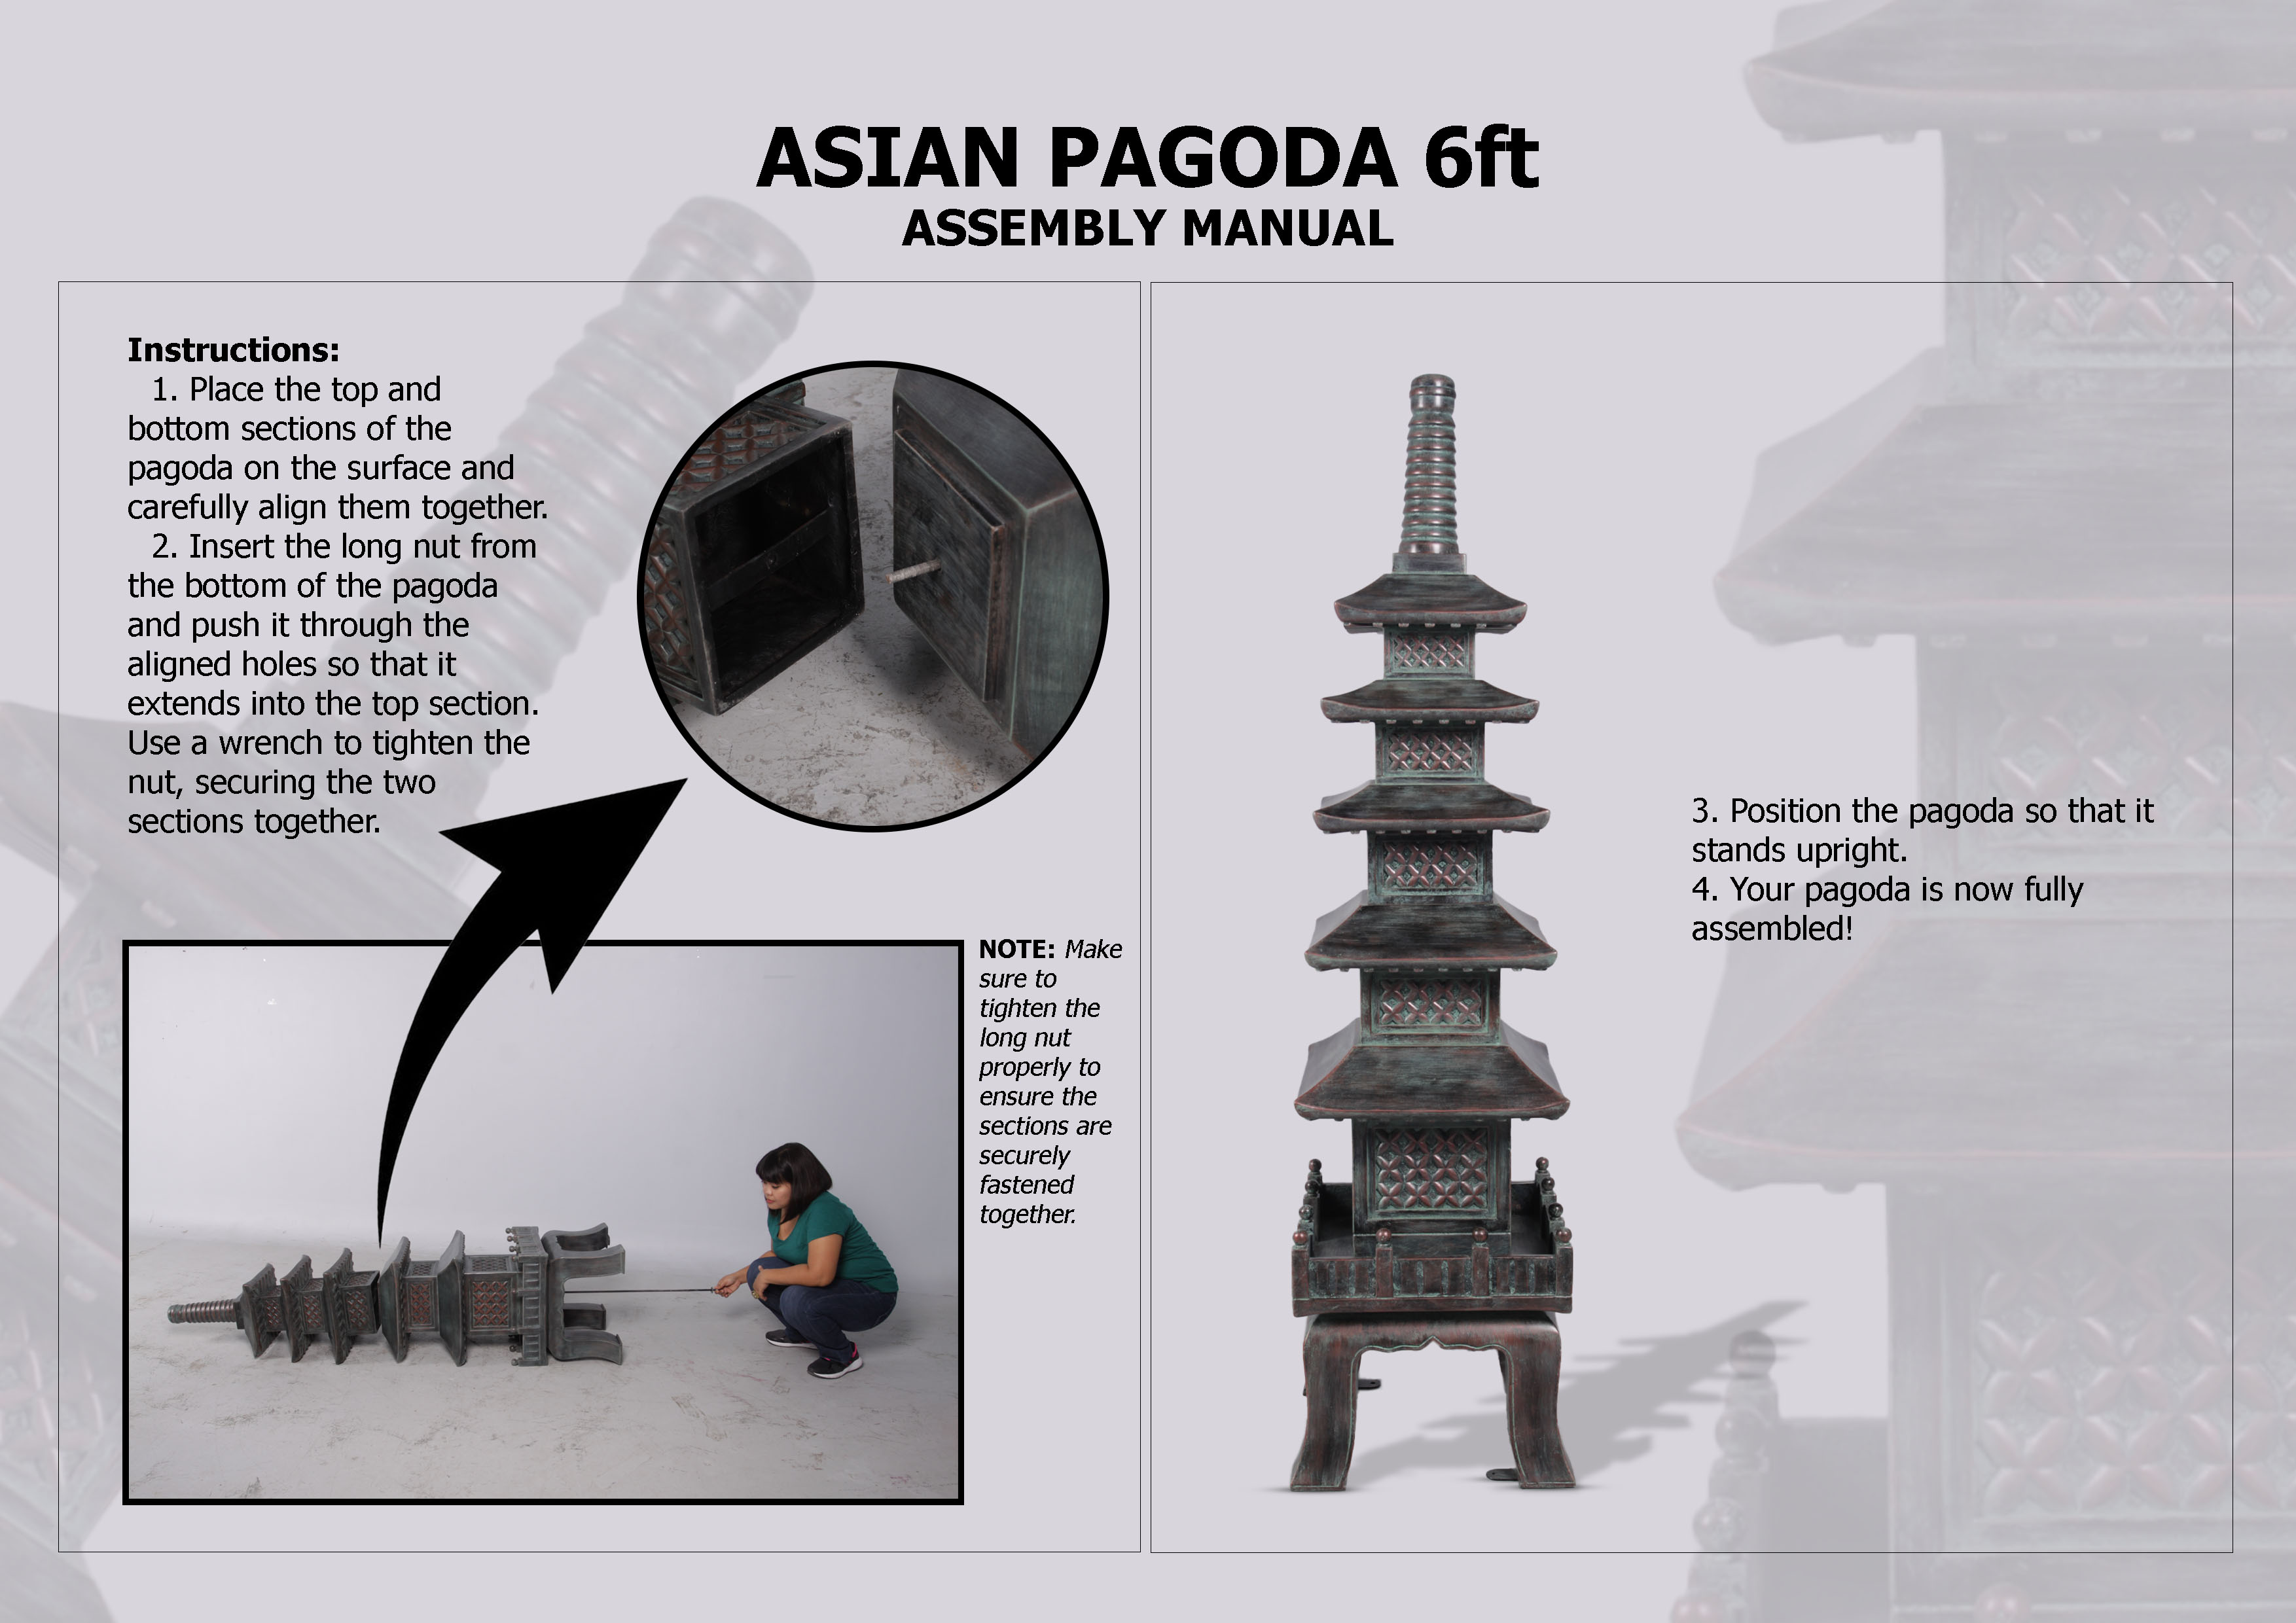 ASIAN PAGODA 6ft
ASSEMBLY MANUAL
Instructions:
1. Place the top and
bottom sections of the
pagoda on the surface and
carefully align them together.
2. Insert the long nut from
the bottom of the pagoda
and push it through the
aligned holes so that it
extends into the top section.
Use a wrench to tighten the
nut, securing the two
sections together.
NOTE: Make
sure to
tighten the
long nut
properly to
ensure the
sections are
securely
fastened
together.
3. Position the pagoda so that it
stands upright.
4. Your pagoda is now fully
assembled!